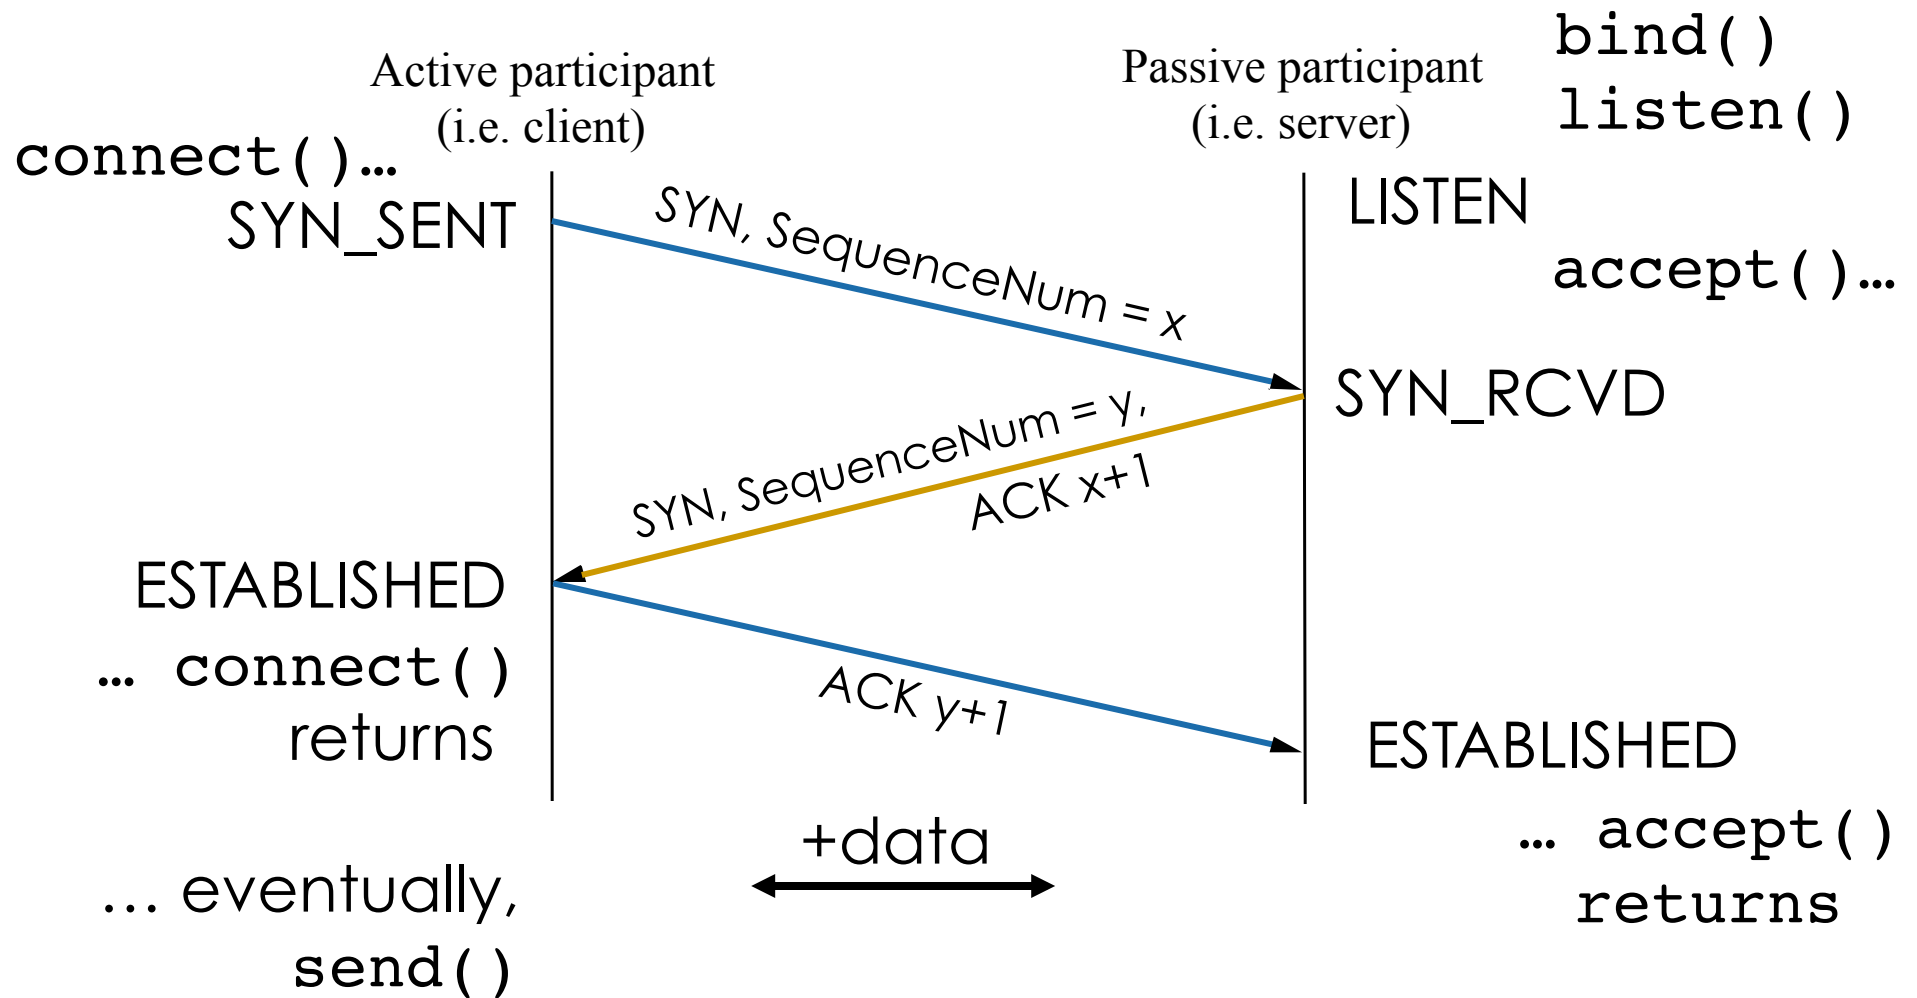 bind()
listen()
Active participant
(i.e. client)
Passive participant
(i.e. server)
connect()…
SYN_SENT
SYN, SequenceNum = x
LISTEN
accept()…
SYN_RCVD
SYN, SequenceNum = y,
ACK x+1
ESTABLISHED
… connect()
returns
ACK y+1
ESTABLISHED
… accept()
returns
+data
… eventually,
send()